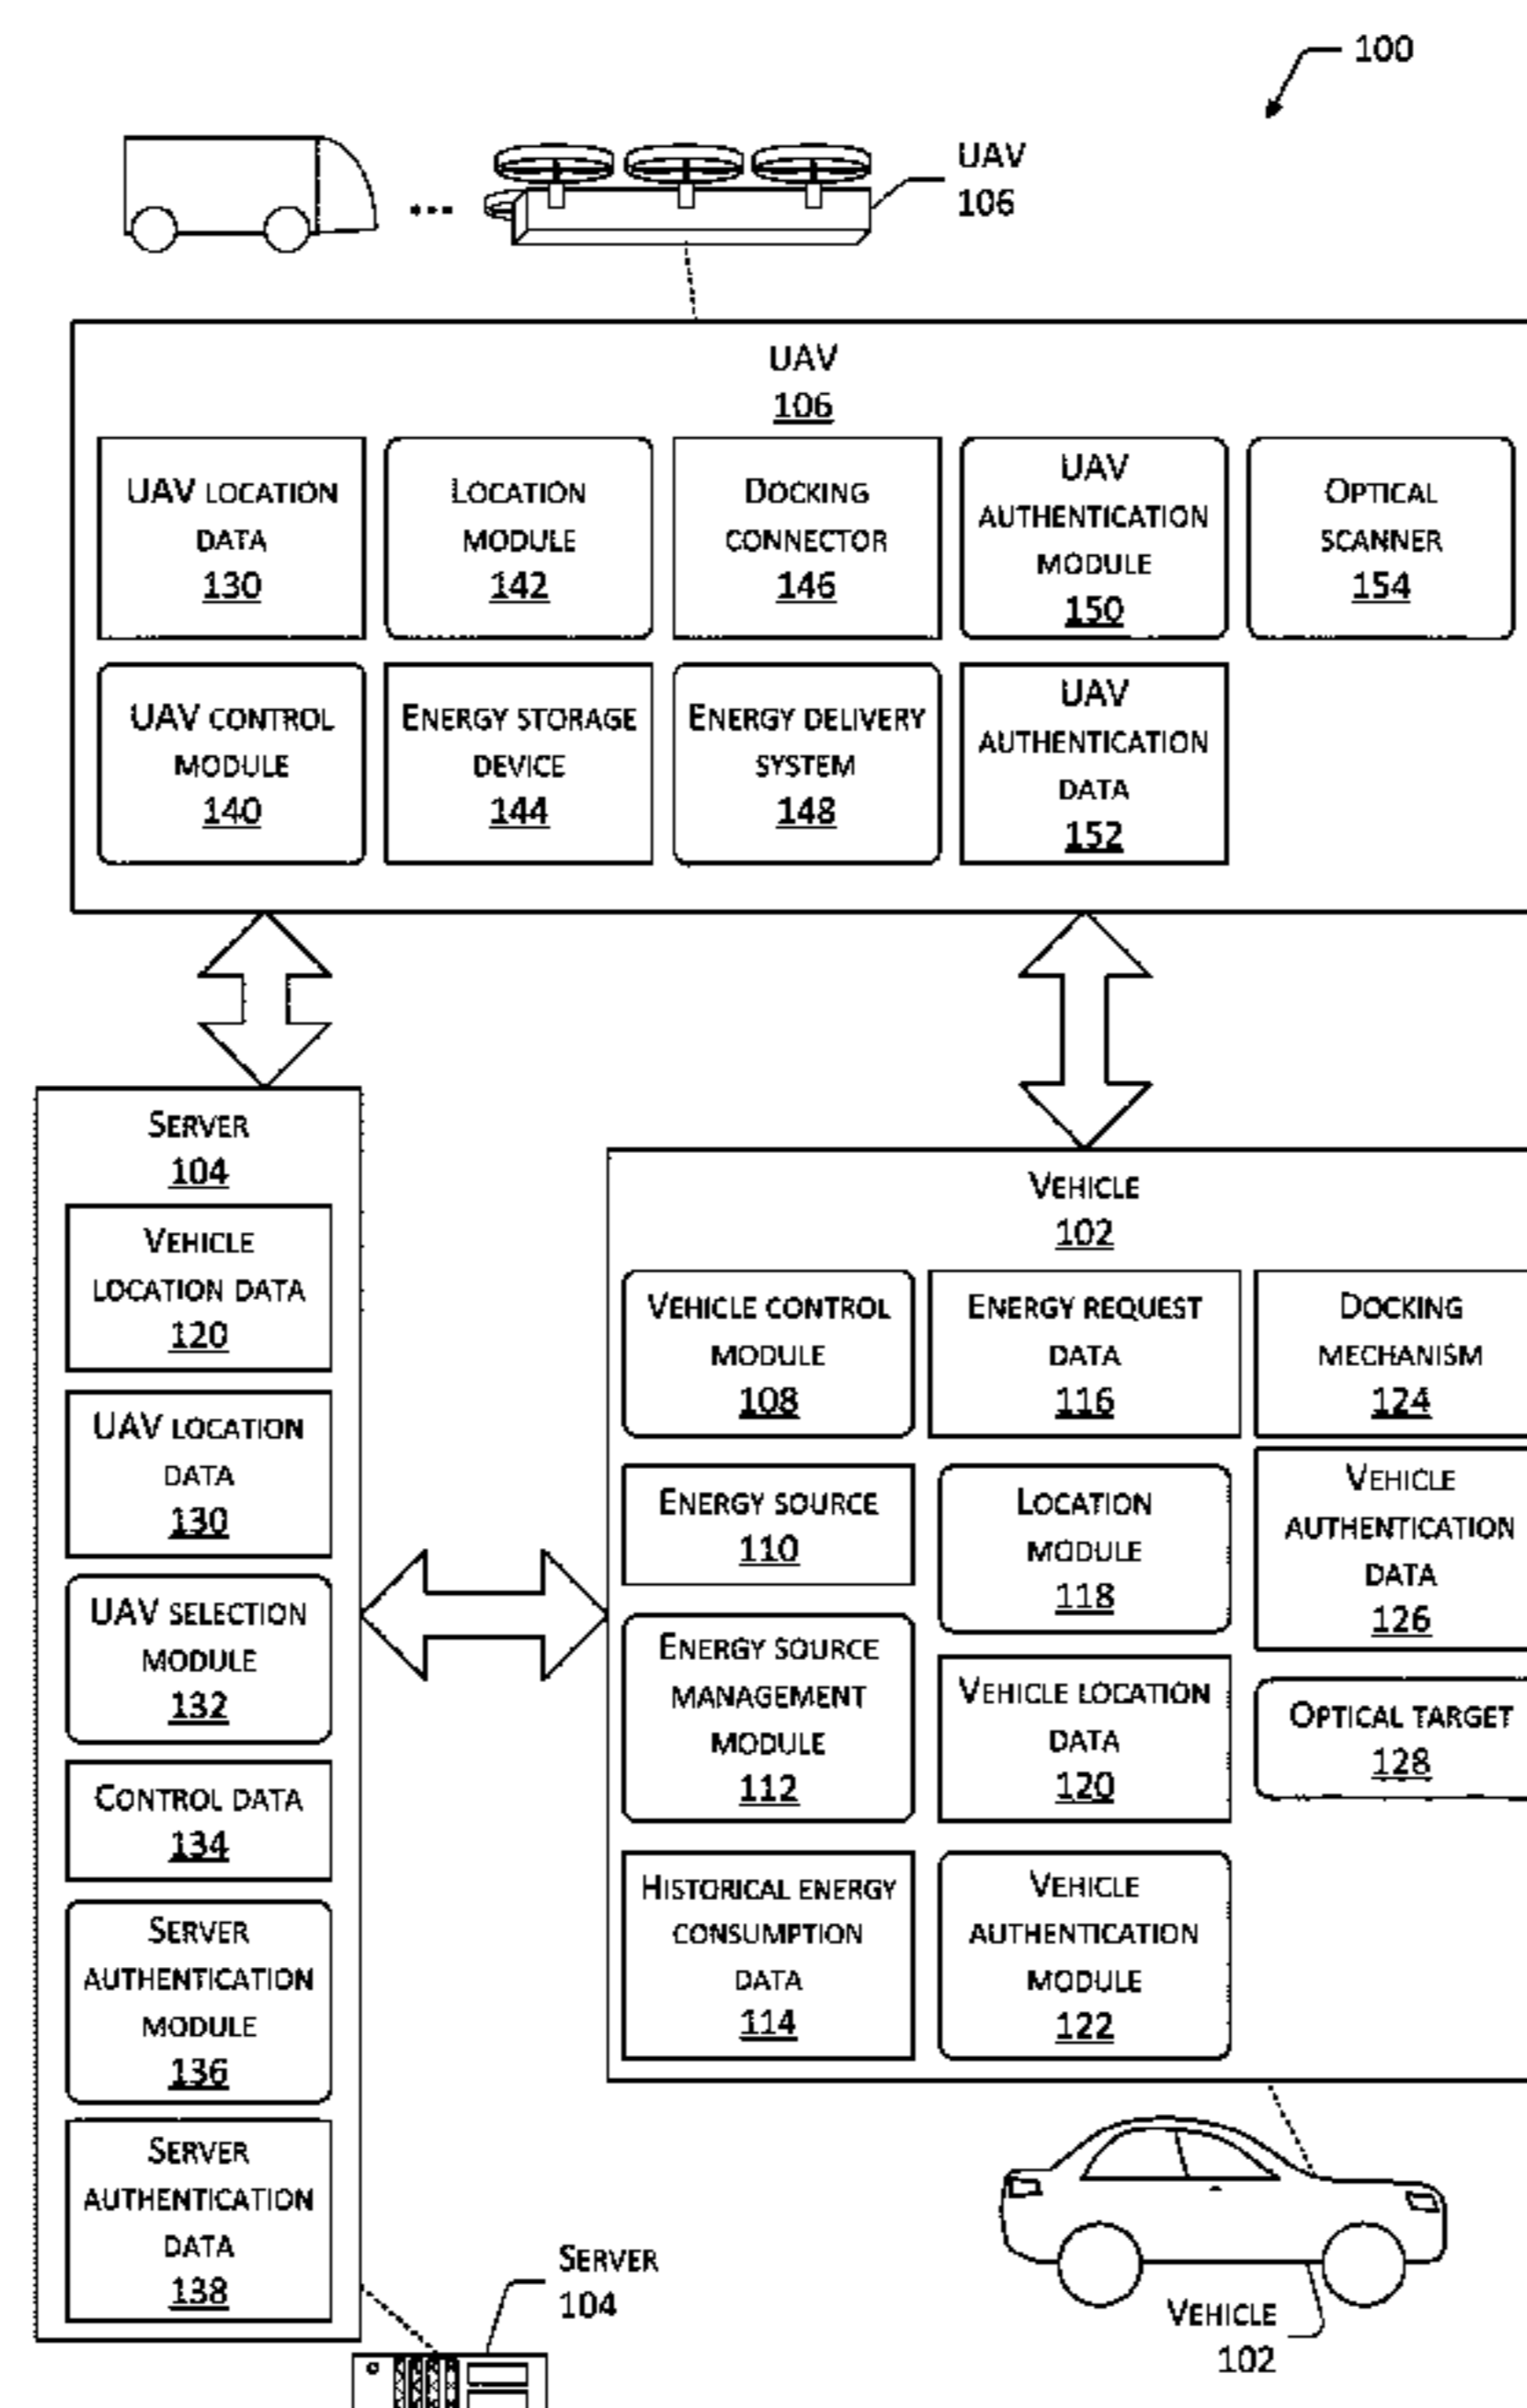 100
UAV
106
UAV
106
UAV LOCATION
DATA
130
LOCATION
MODULE
142
DOCKING
CONNECTOR
146
UAV
AUTHENTICATION
MODULE
150
OPTICAL
SCANNER
154
UAV CONTROL
MODULE
140
ENERGY STORAGE
DEVICE
144
ENERGY DELIVERY
SYSTEM
148
UAV
AUTHENTICATION
DATA
152
SERVER
104
VEHICLE
LOCATION DATA
120
UAV LOCATION
DATA
130
UAV SELECTION
MODULE
132
CONTROL DATA
134
SERVER
AUTHENTICATION
MODULE
136
SERVER
AUTHENTICATION
DATA
138
VEHICLE
102
VEHICLE CONTROL
MODULE
108
ENERGY SOURCE
110
ENERGY SOURCE
MANAGEMENT
MODULE
112
HISTORICAL ENERGY
CONSUMPTION
DATA
114
ENERGY REQUEST
DATA
116
LOCATION
MODULE
118
VEHICLE LOCATION
DATA
120
VEHICLE
AUTHENTICATION
MODULE
122
DOCKING
MECHANISM
124
VEHICLE
AUTHENTICATION
DATA
126
OPTICAL TARGET
128
SERVER
104
VEHICLE
102